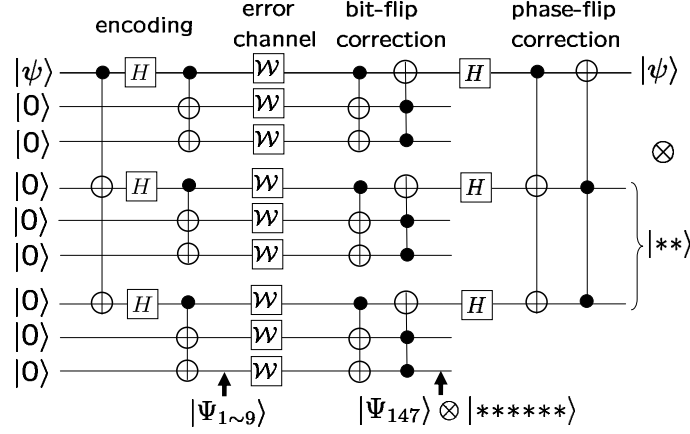 encoding error channel bit-flip correction phase-flip correction
|ψ⟩ H 𝒲 H |ψ⟩
|0⟩ 𝒲
|0⟩ 𝒲
⊗
|0⟩ H 𝒲 H
|0⟩ 𝒲
|**⟩
|0⟩ 𝒲
|0⟩ H 𝒲 H
|0⟩ 𝒲
|0⟩ 𝒲
|Ψ₁∼₉⟩ |Ψ₁₄₇⟩ ⊗ |******⟩